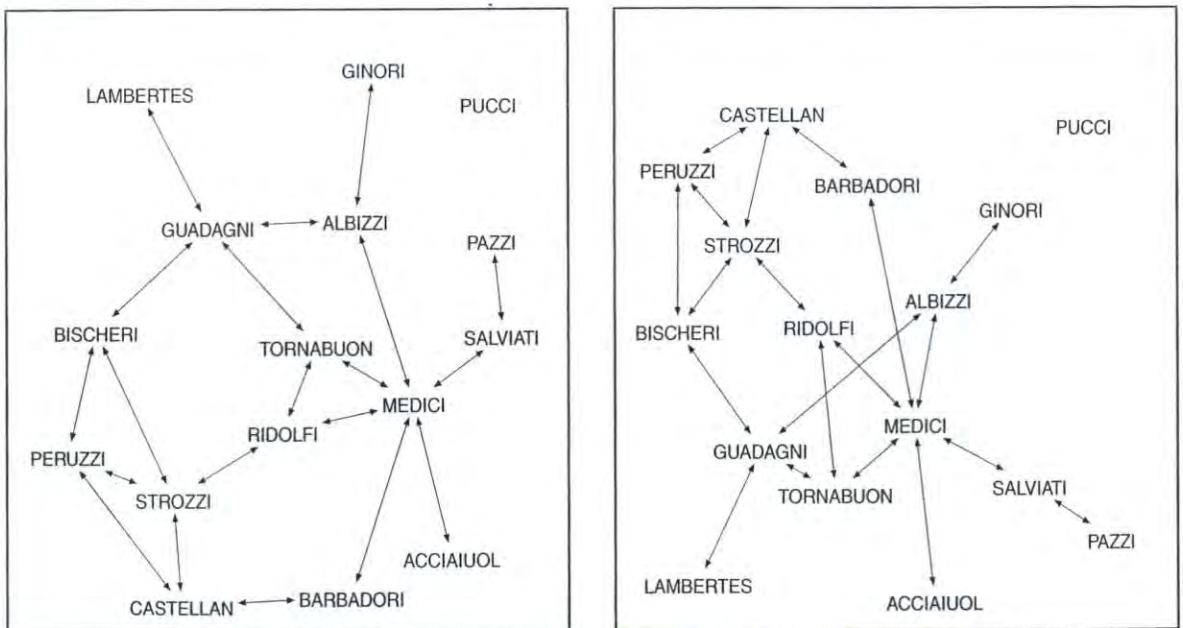 GINORI
LAMBERTES
PUCCI
GUADAGNI
ALBIZZI
PAZZI
BISCHERI
TORNABUON
SALVIATI
MEDICI
RIDOLFI
PERUZZI
STROZZI
ACCIAIUOL
CASTELLAN
BARBADORI
CASTELLAN
PUCCI
PERUZZI
BARBADORI
GINORI
STROZZI
ALBIZZI
BISCHERI
RIDOLFI
MEDICI
GUADAGNI
TORNABUON
SALVIATI
PAZZI
LAMBERTES
ACCIAIUOL